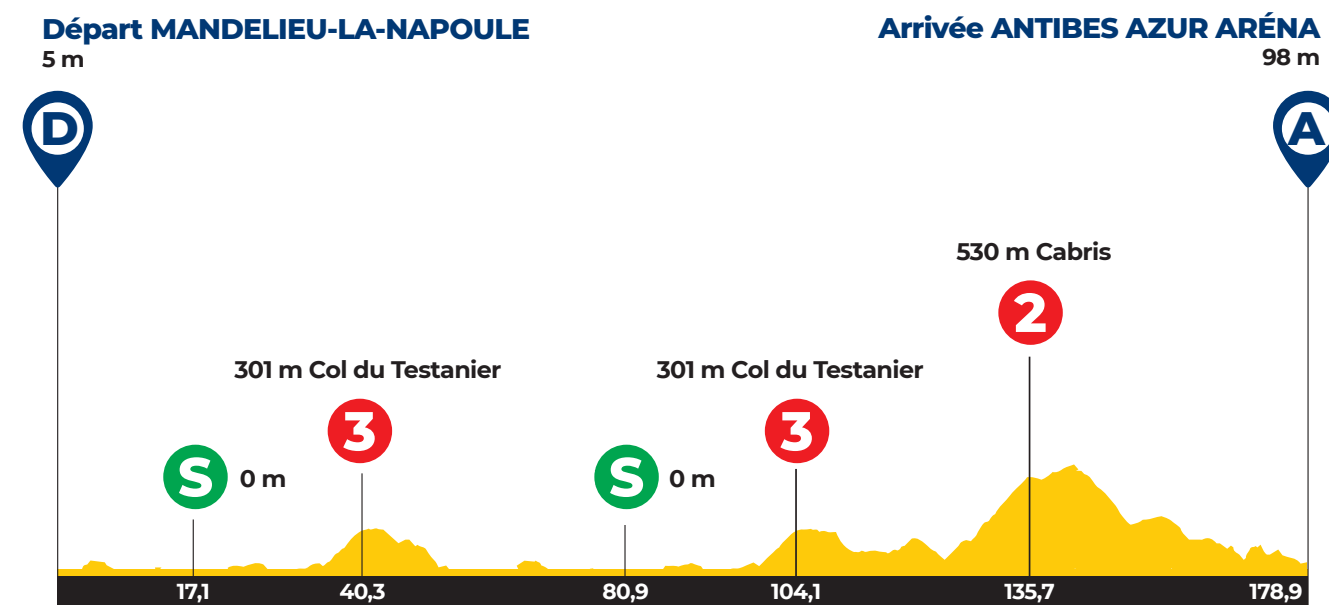 Départ MANDELIEU-LA-NAPOULE
5 m
Arrivée ANTIBES AZUR ARÉNA
98 m
D
A
530 m Cabris
2
301 m Col du Testanier
3
301 m Col du Testanier
3
S
0 m
S
0 m
17,1
40,3
80,9
104,1
135,7
178,9